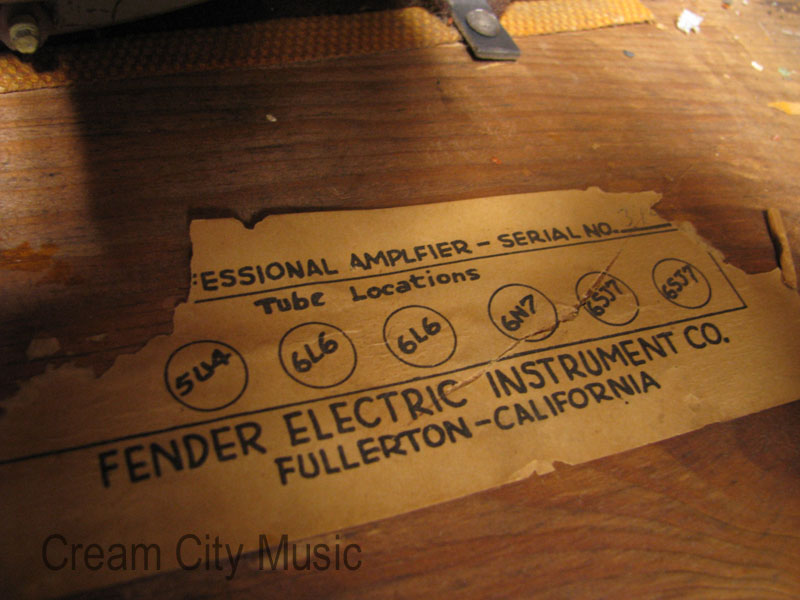 ESSIONAL AMPLFIER - SERIAL NO.
Tube Locations
5U4 6L6 6L6 6N7 6SJ7 6SJ7
FENDER ELECTRIC INSTRUMENT CO.
FULLERTON - CALIFORNIA
Cream City Music